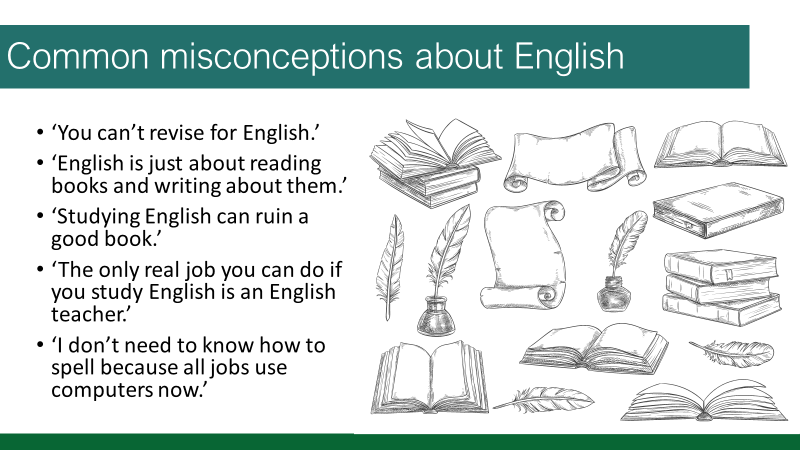 Common misconceptions about English
• ‘You can’t revise for English.’
• ‘English is just about reading
books and writing about them.’
• ‘Studying English can ruin a
good book.’
• ‘The only real job you can do if
you study English is an English
teacher.’
• ‘I don’t need to know how to
spell because all jobs use
computers now.’